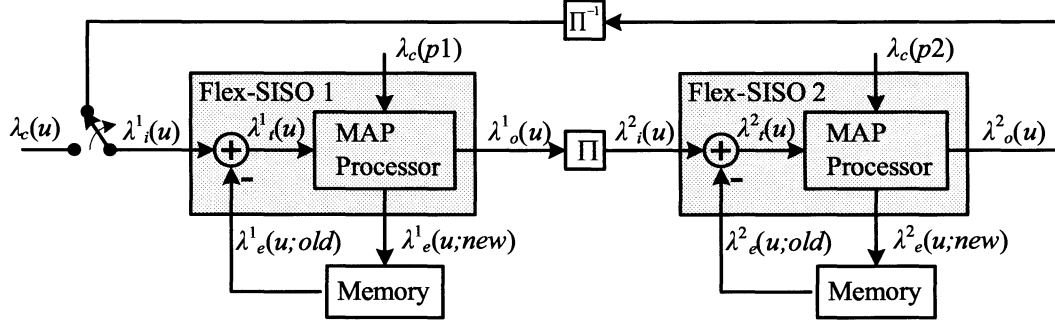 Π⁻¹
λc(p1)
λc(p2)
Flex-SISO 1
Flex-SISO 2
λc(u)
λ¹i(u)
λ¹t(u)
MAP
Processor
λ¹o(u)
Π
λ²i(u)
λ²t(u)
MAP
Processor
λ²o(u)
+
-
+
-
λ¹e(u;old)
λ¹e(u;new)
λ²e(u;old)
λ²e(u;new)
Memory
Memory